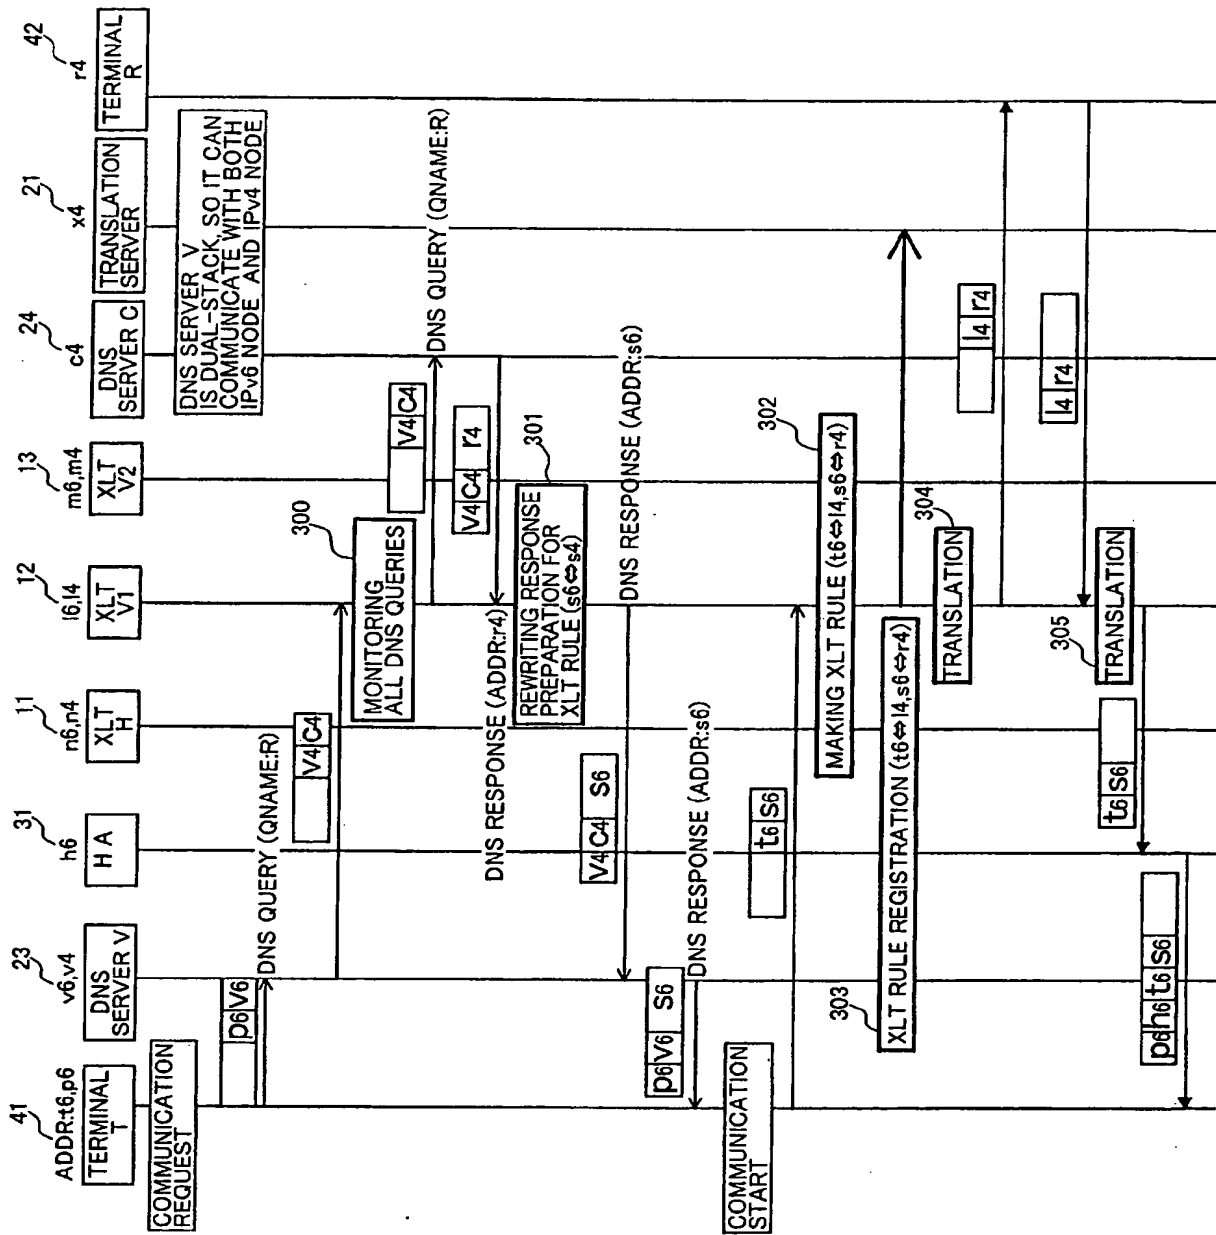 41
ADDR:t6,p6
TERMINAL
T
23
v6,v4
DNS
SERVER V
31
h6
H A
11
n6,n4
XLT
H
12
l6,l4
XLT
V1
13
m6,m4
XLT
V2
24
c4
DNS
SERVER C
21
x4
TRANSLATION
SERVER
42
r4
TERMINAL
R
COMMUNICATION
REQUEST
DNS SERVER V
IS DUAL-STACK, SO IT CAN
COMMUNICATE WITH BOTH
IPv6 NODE AND IPv4 NODE
p6 V6
DNS QUERY (QNAME:R)
V4 C4
300
MONITORING
ALL DNS QUERIES
V4 C4
DNS QUERY (QNAME:R)
V4 C4 r4
DNS RESPONSE (ADDR:r4)
301
REWRITING RESPONSE
PREPARATION FOR
XLT RULE (s6⇔s4)
V4 C4 S6
DNS RESPONSE (ADDR:s6)
p6 V6 S6
DNS RESPONSE (ADDR:s6)
COMMUNICATION
START
t6 S6
302
MAKING XLT RULE (t6⇔l4,s6⇔r4)
303
XLT RULE REGISTRATION (t6⇔l4,s6⇔r4)
304
TRANSLATION
l4 r4
l4 r4
305
TRANSLATION
t6 S6
p6 h6 t6 S6